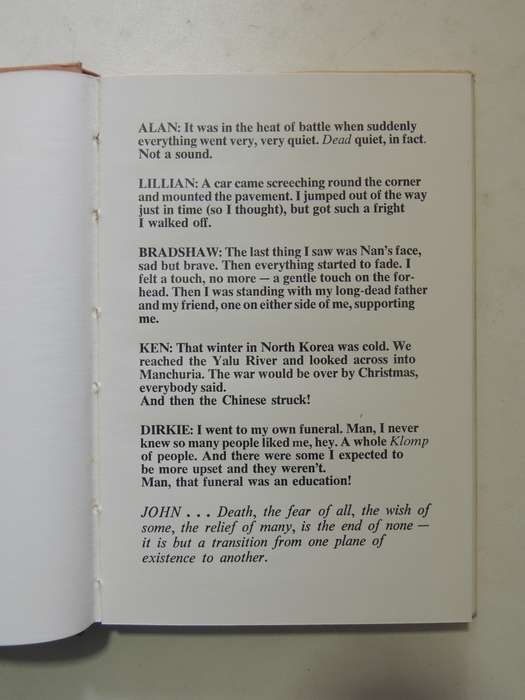 ALAN: It was in the heat of battle when suddenly
everything went very, very quiet. Dead quiet, in fact.
Not a sound.
LILLIAN: A car came screeching round the corner
and mounted the pavement. I jumped out of the way
just in time (so I thought), but got such a fright
I walked off.
BRADSHAW: The last thing I saw was Nan's face,
sad but brave. Then everything started to fade. I
felt a touch, no more — a gentle touch on the for-
head. Then I was standing with my long-dead father
and my friend, one on either side of me, supporting
me.
KEN: That winter in North Korea was cold. We
reached the Yalu River and looked across into
Manchuria. The war would be over by Christmas,
everybody said.
And then the Chinese struck!
DIRKIE: I went to my own funeral. Man, I never
knew so many people liked me, hey. A whole Klomp
of people. And there were some I expected to
be more upset and they weren't.
Man, that funeral was an education!
JOHN . . . Death, the fear of all, the wish of
some, the relief of many, is the end of none —
it is but a transition from one plane of
existence to another.